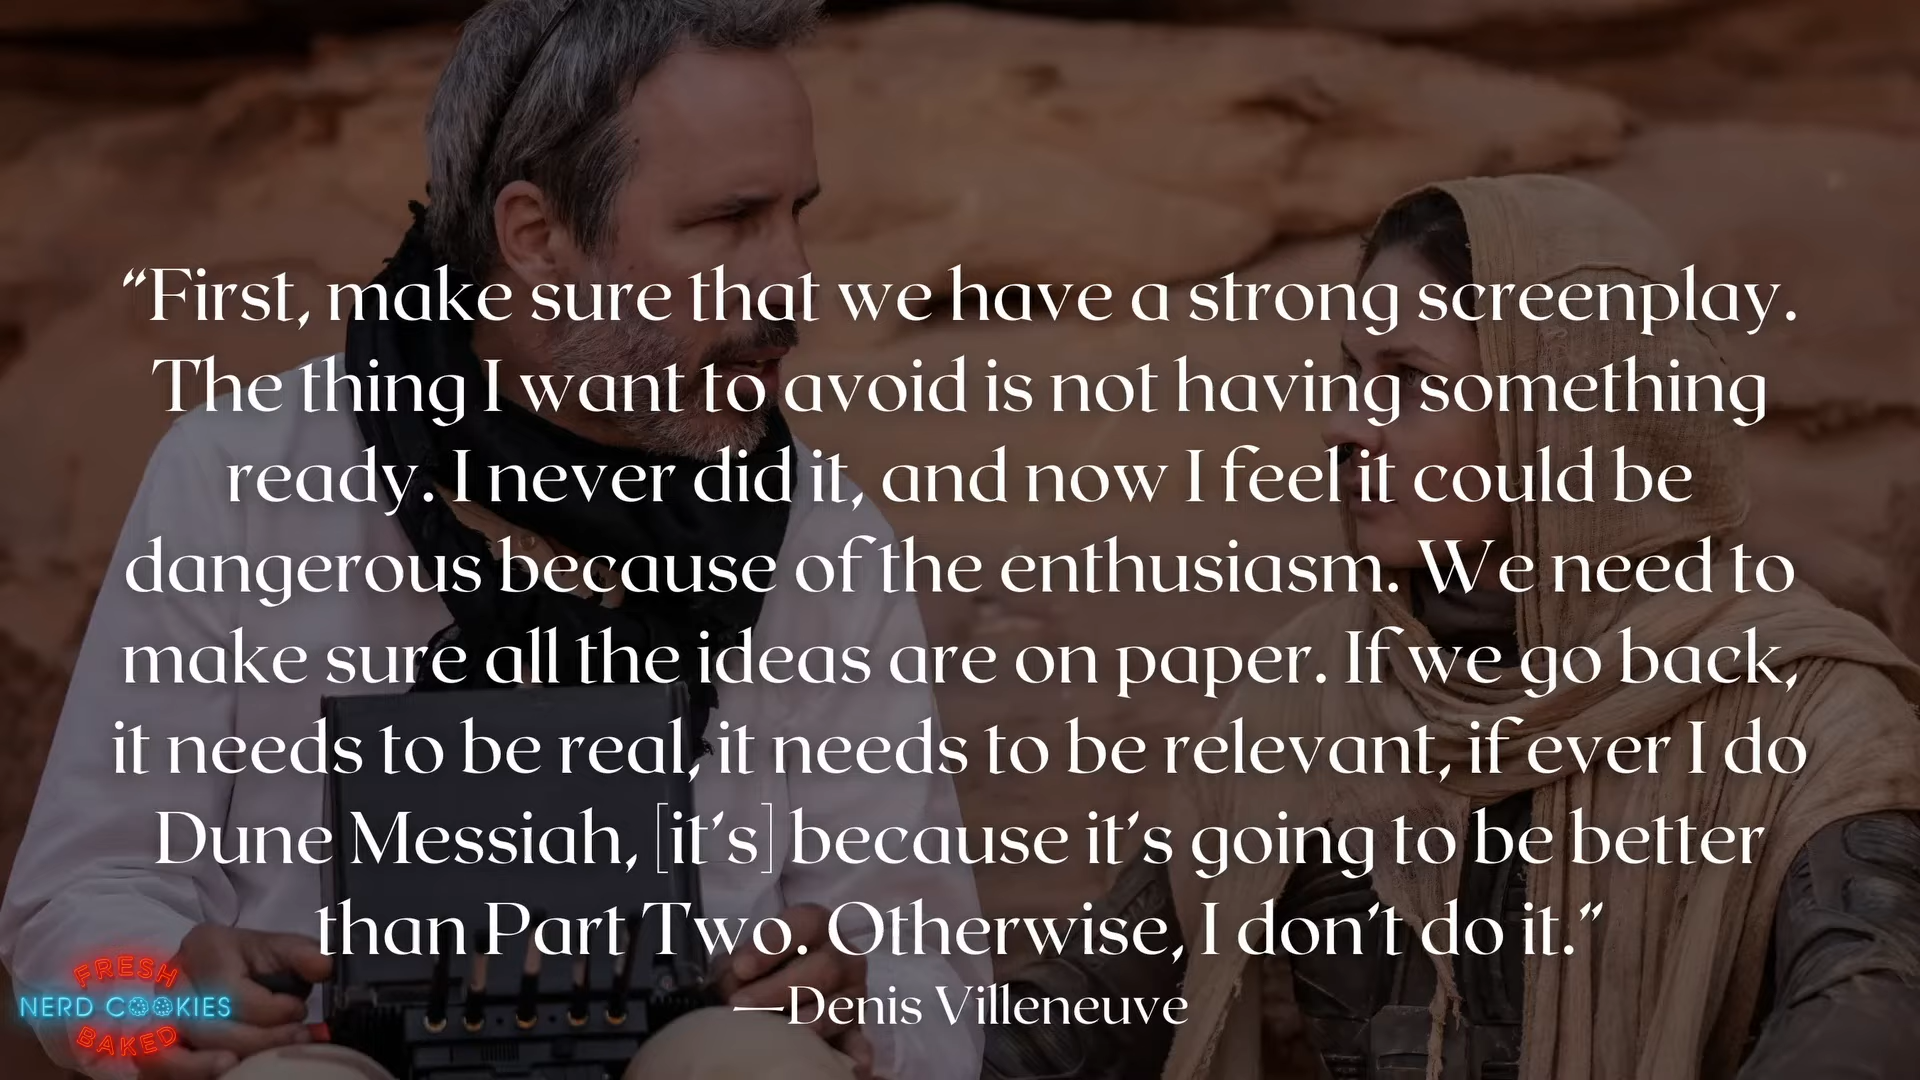 “First, make sure that we have a strong screenplay.
The thing I want to avoid is not having something
ready. I never did it, and now I feel it could be
dangerous because of the enthusiasm. We need to
make sure all the ideas are on paper. If we go back,
it needs to be real, it needs to be relevant, if ever I do
Dune Messiah, [it’s] because it’s going to be better
than Part Two. Otherwise, I don’t do it.”
—Denis Villeneuve
FRESH
NERD COOKIES
BAKED